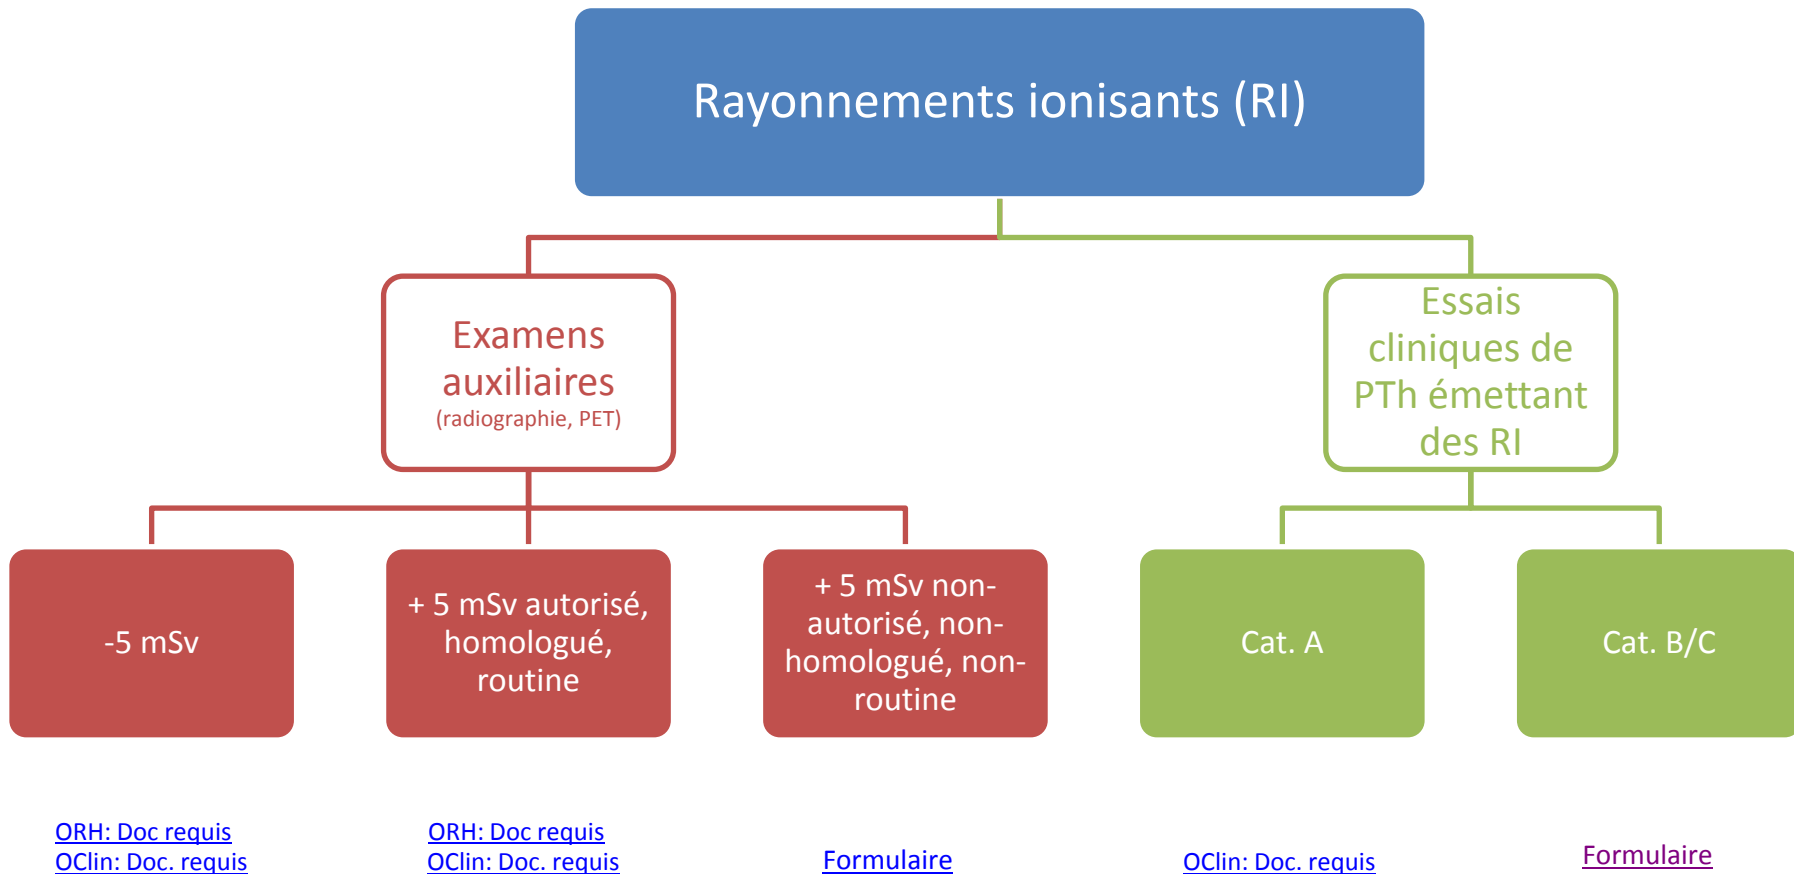 Rayonnements ionisants (RI)
Examens
auxiliaires
(radiographie, PET)
Essais
cliniques de
PTh émettant
des RI
-5 mSv
+ 5 mSv autorisé,
homologué,
routine
+ 5 mSv non-
autorisé, non-
homologué, non-
routine
Cat. A
Cat. B/C
ORH: Doc requis
OClin: Doc. requis
ORH: Doc requis
OClin: Doc. requis
Formulaire
OClin: Doc. requis
Formulaire